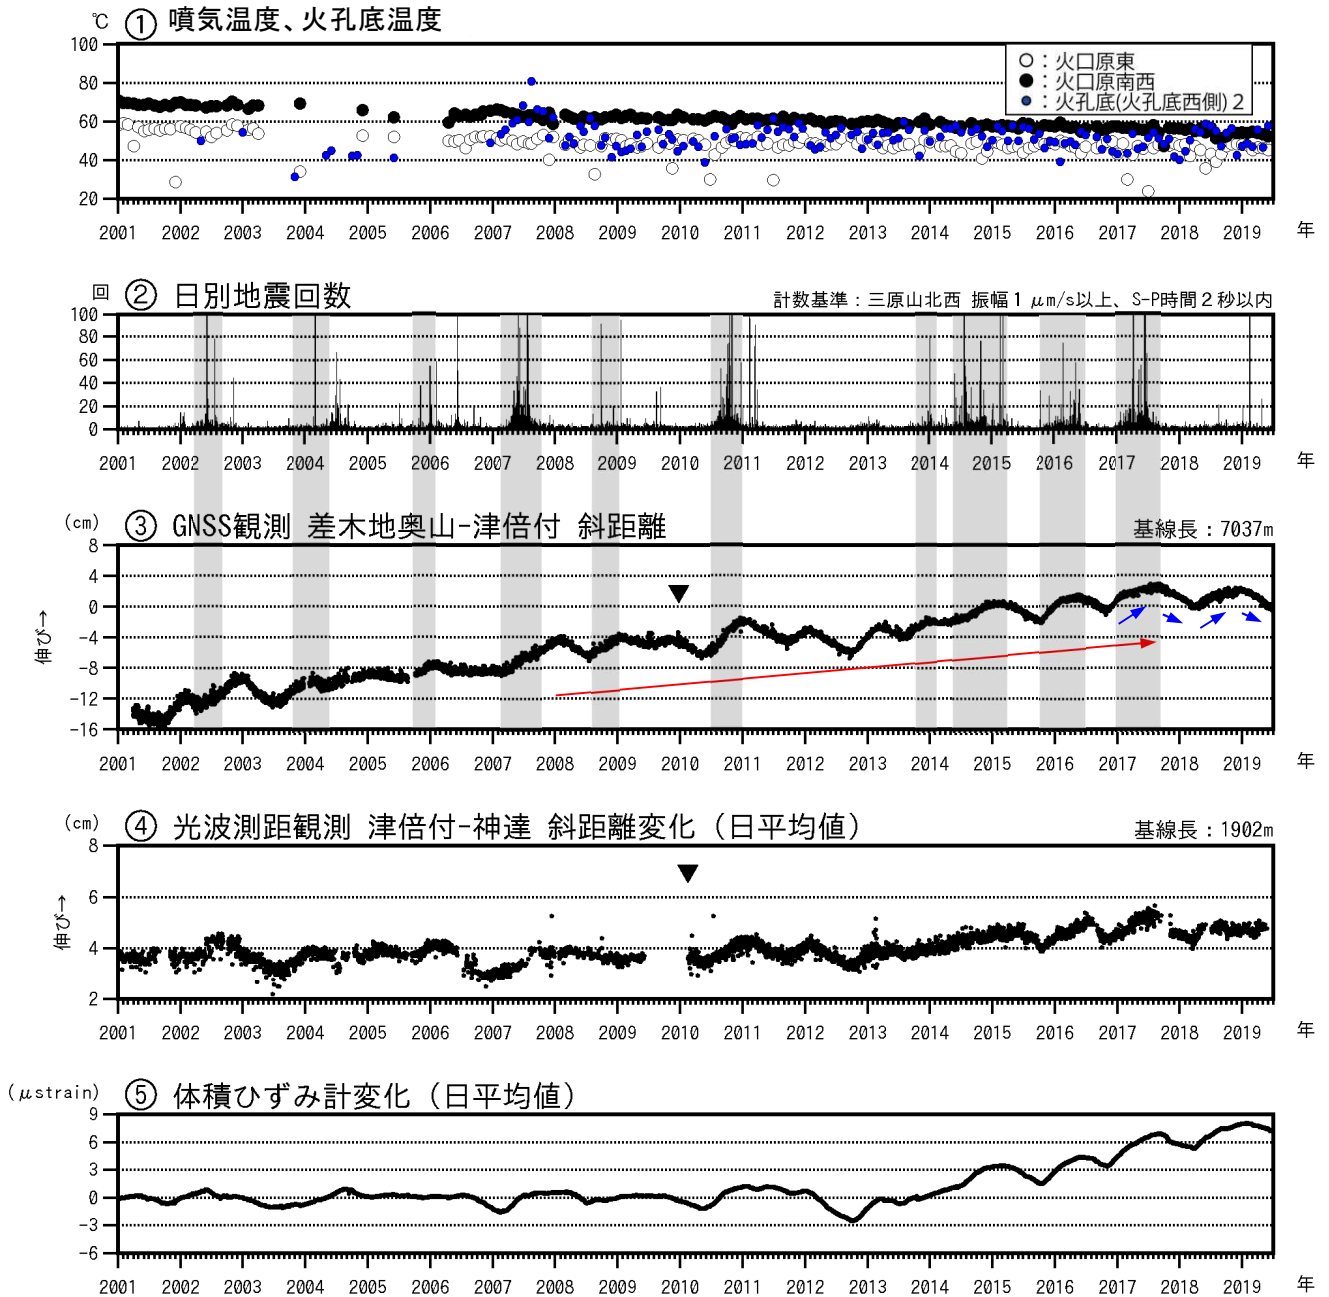 ℃ ① 噴気温度、火孔底温度
100
80
60
40
20
○：火口原東
●：火口原南西
●：火孔底(火孔底西側)２
2001 2002 2003 2004 2005 2006 2007 2008 2009 2010 2011 2012 2013 2014 2015 2016 2017 2018 2019 年
回 ② 日別地震回数
計数基準：三原山北西 振幅１μm/s以上、S-P時間２秒以内
100
80
60
40
20
0
2001 2002 2003 2004 2005 2006 2007 2008 2009 2010 2011 2012 2013 2014 2015 2016 2017 2018 2019 年
(cm) ③ GNSS観測 差木地奥山-津倍付 斜距離
基線長：7037m
8
4
0
-4
-8
-12
-16
伸び→
2001 2002 2003 2004 2005 2006 2007 2008 2009 2010 2011 2012 2013 2014 2015 2016 2017 2018 2019 年
(cm) ④ 光波測距観測 津倍付-神達 斜距離変化（日平均値）
基線長：1902m
8
6
4
2
伸び→
2001 2002 2003 2004 2005 2006 2007 2008 2009 2010 2011 2012 2013 2014 2015 2016 2017 2018 2019 年
(μstrain) ⑤ 体積ひずみ計変化（日平均値）
9
6
3
0
-3
-6
2001 2002 2003 2004 2005 2006 2007 2008 2009 2010 2011 2012 2013 2014 2015 2016 2017 2018 2019 年